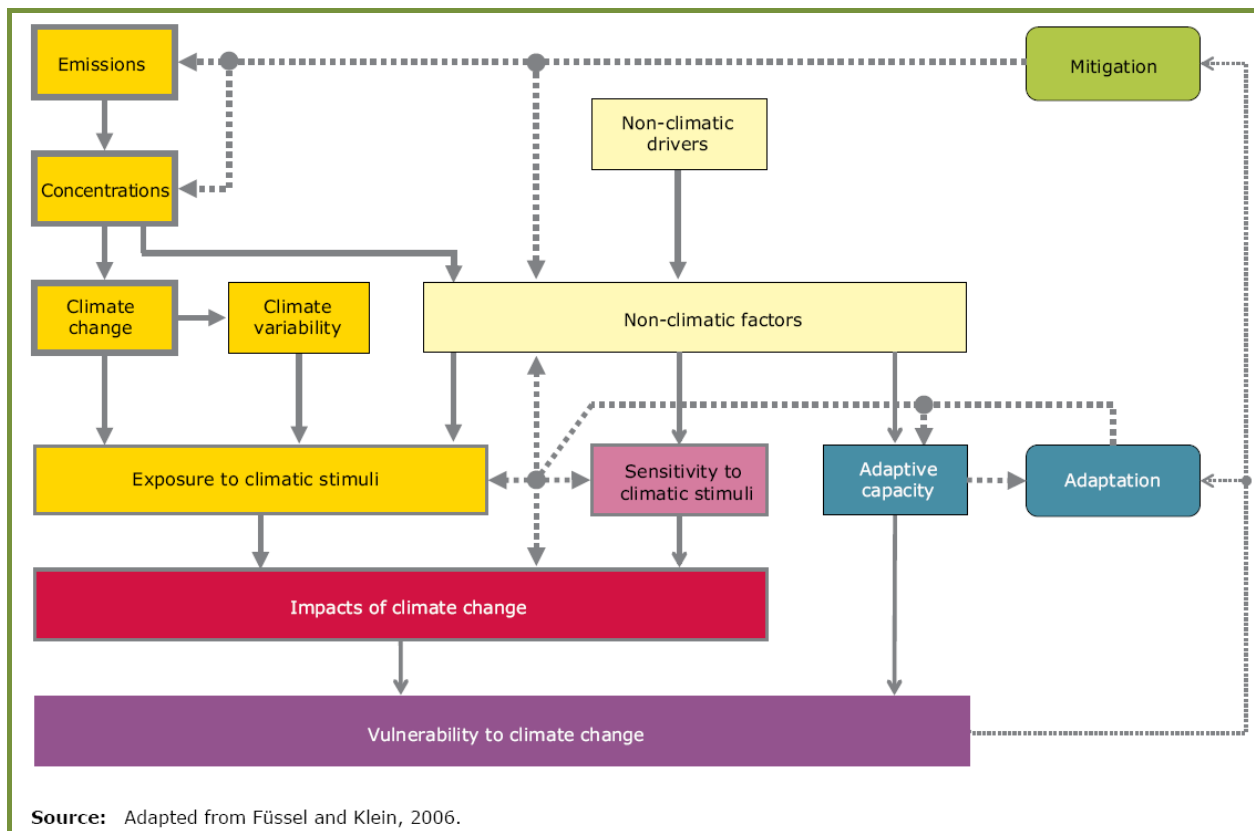 Emissions
Mitigation
Non-climatic
drivers
Concentrations
Climate
change
Climate
variability
Non-climatic factors
Exposure to climatic stimuli
Sensitivity to
climatic stimuli
Adaptive
capacity
Adaptation
Impacts of climate change
Vulnerability to climate change
Source: Adapted from Füssel and Klein, 2006.